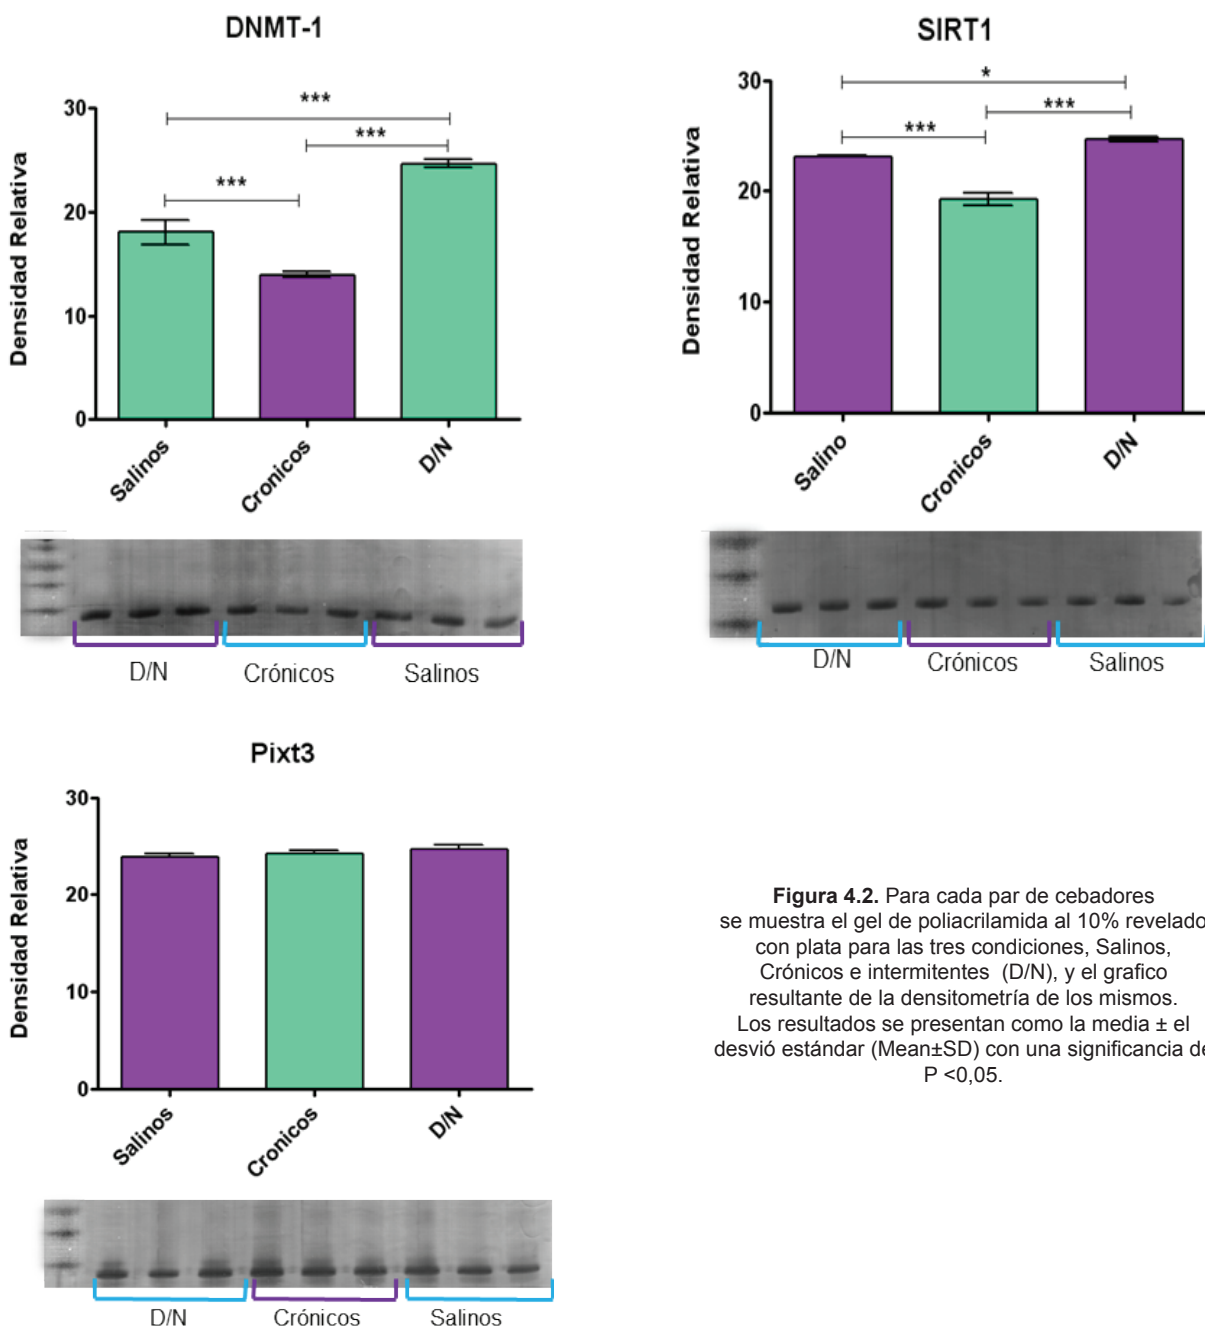 DNMT-1
Densidad Relativa
30
20
10
0
***
***
***
Salinos
Cronicos
D/N
D/N
Crónicos
Salinos
SIRT1
Densidad Relativa
30
20
10
0
*
***
***
Salino
Cronicos
D/N
D/N
Crónicos
Salinos
Pixt3
Densidad Relativa
30
20
10
0
Salinos
Cronicos
D/N
D/N
Crónicos
Salinos
Figura 4.2. Para cada par de cebadores
se muestra el gel de poliacrilamida al 10% revelado
con plata para las tres condiciones, Salinos,
Crónicos e intermitentes (D/N), y el grafico
resultante de la densitometría de los mismos.
Los resultados se presentan como la media ± el
desvió estándar (Mean±SD) con una significancia de
P <0,05.